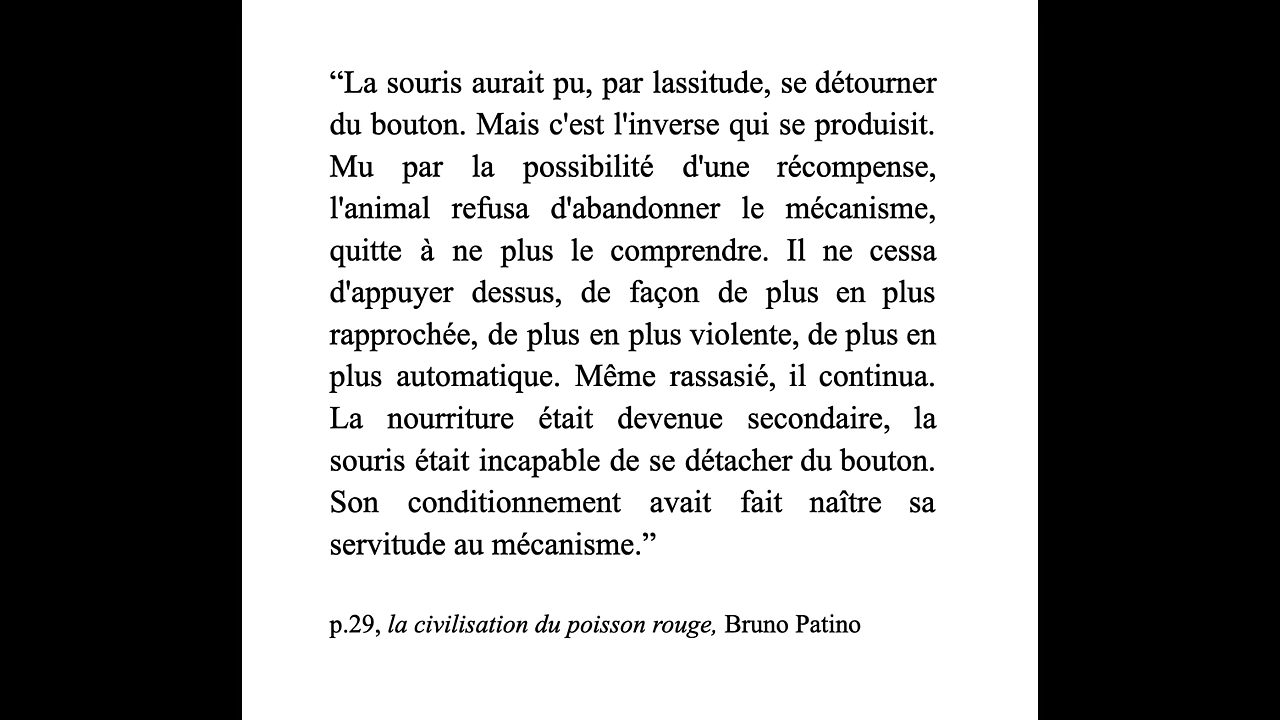 “La souris aurait pu, par lassitude, se détourner
du bouton. Mais c'est l'inverse qui se produisit.
Mu par la possibilité d'une récompense,
l'animal refusa d'abandonner le mécanisme,
quitte à ne plus le comprendre. Il ne cessa
d'appuyer dessus, de façon de plus en plus
rapprochée, de plus en plus violente, de plus en
plus automatique. Même rassasié, il continua.
La nourriture était devenue secondaire, la
souris était incapable de se détacher du bouton.
Son conditionnement avait fait naître sa
servitude au mécanisme.”
p.29, la civilisation du poisson rouge, Bruno Patino